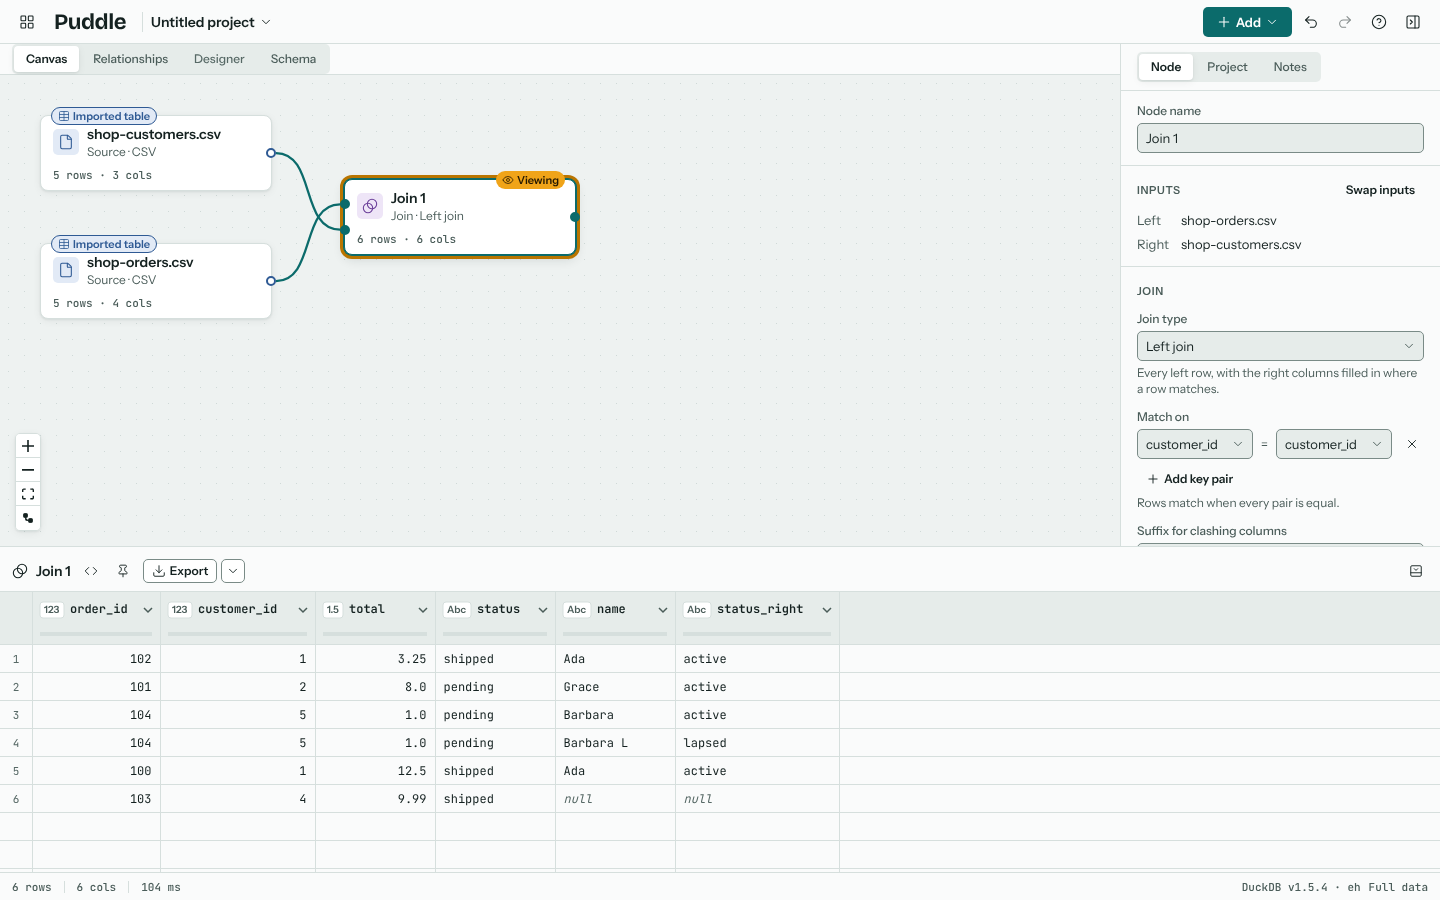 Puddle
Untitled project
Add
Canvas
Relationships
Designer
Schema
Node
Project
Notes
Imported table
shop-customers.csv
Source · CSV
5 rows · 3 cols
Imported table
shop-orders.csv
Source · CSV
5 rows · 4 cols
Viewing
Join 1
Join · Left join
6 rows · 6 cols
Node name
Join 1
INPUTS
Swap inputs
Left shop-orders.csv
Right shop-customers.csv
JOIN
Join type
Left join
Every left row, with the right columns filled in where
a row matches.
Match on
customer_id = customer_id
Add key pair
Rows match when every pair is equal.
Suffix for clashing columns
Join 1
Export
123 order_id 123 customer_id 1.5 total Abc status Abc name Abc status_right
1 102 1 3.25 shipped Ada active
2 101 2 8.0 pending Grace active
3 104 5 1.0 pending Barbara active
4 104 5 1.0 pending Barbara L lapsed
5 100 1 12.5 shipped Ada active
6 103 4 9.99 shipped null null
6 rows 6 cols 104 ms
DuckDB v1.5.4 · eh Full data